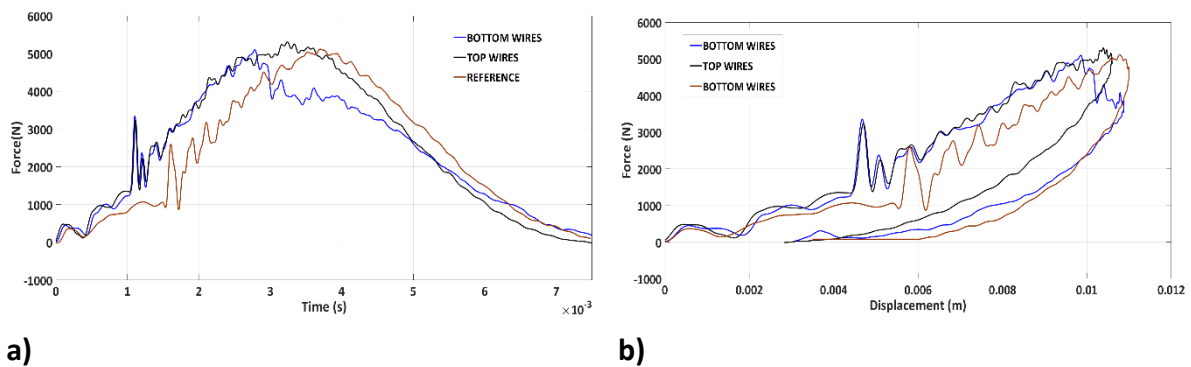 6000
5000
4000
3000
2000
1000
0
-1000
Force(N)
0 1 2 3 4 5 6 7
Time (s)
×10⁻³
BOTTOM WIRES
TOP WIRES
REFERENCE
a)
6000
5000
4000
3000
2000
1000
0
-1000
Force (N)
0 0.002 0.004 0.006 0.008 0.01 0.012
Displacement (m)
BOTTOM WIRES
TOP WIRES
BOTTOM WIRES
b)